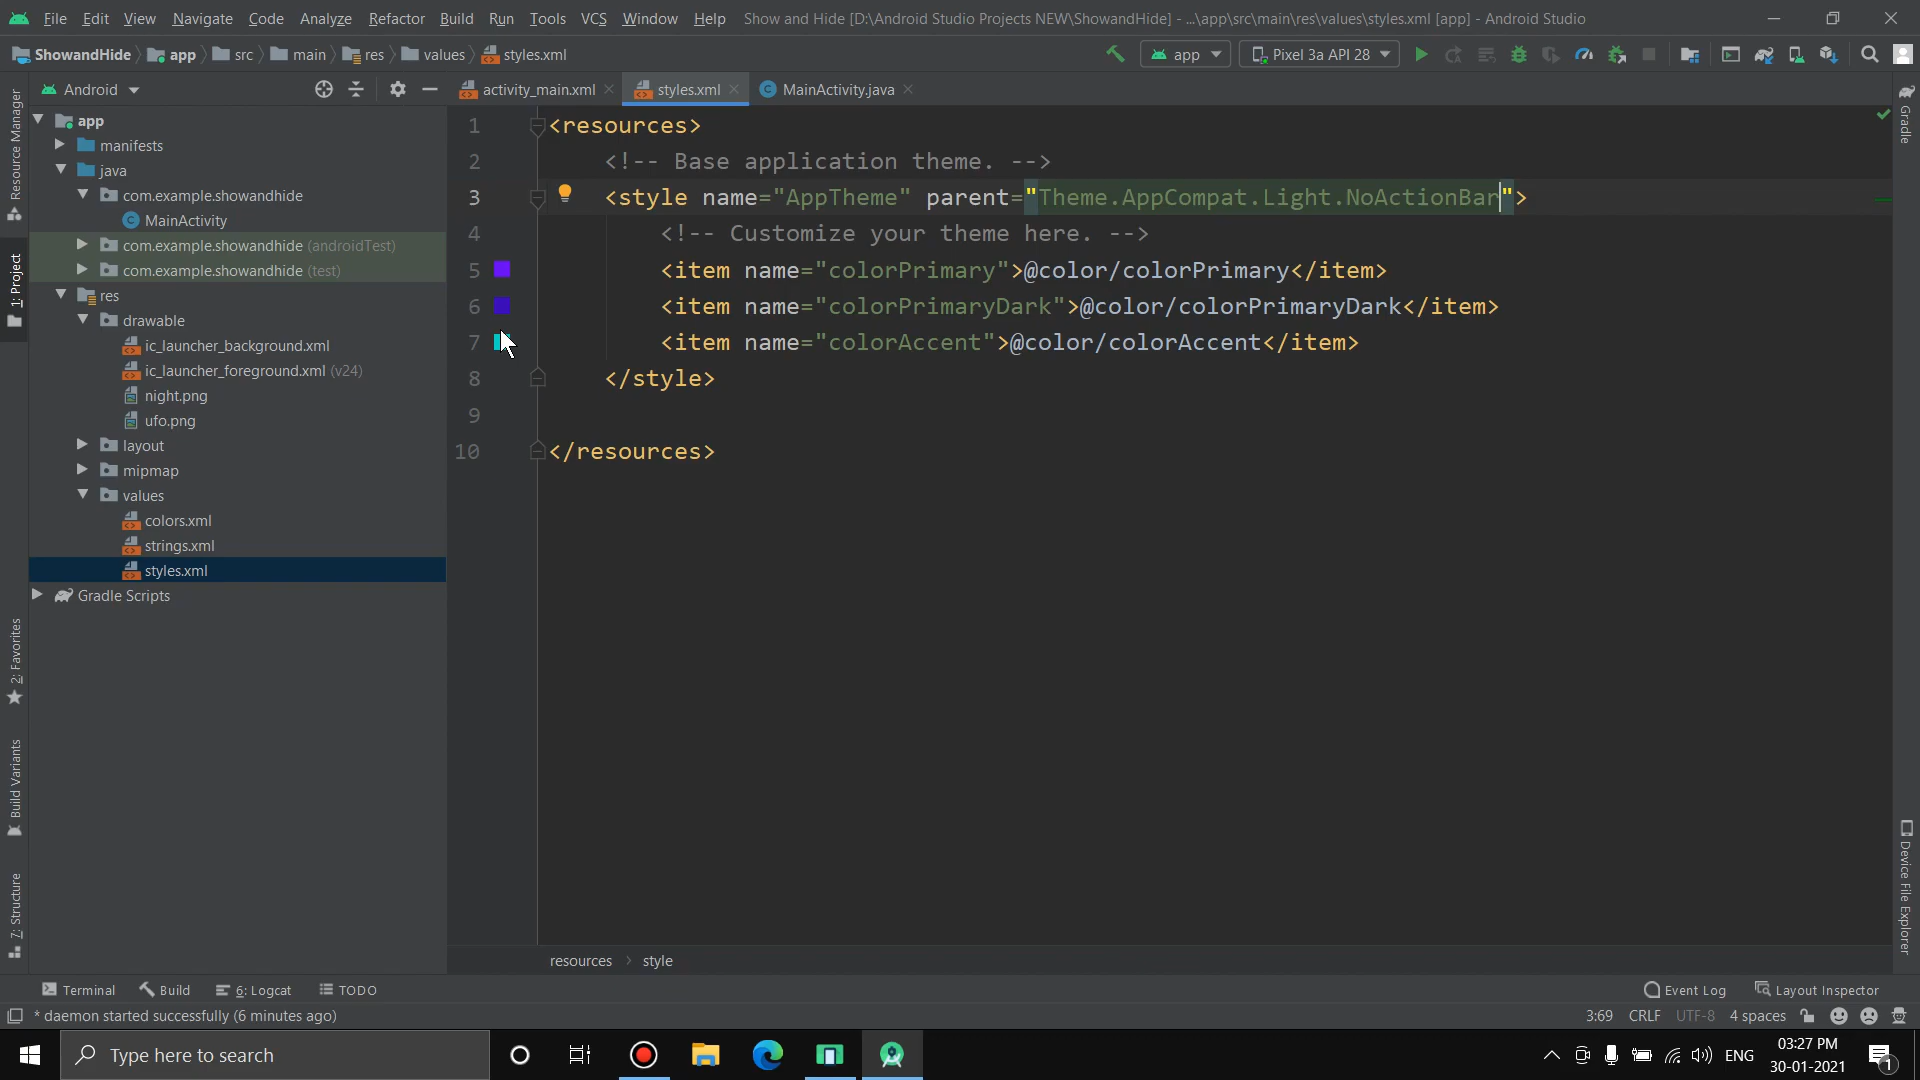 File Edit View Navigate Code Analyze Refactor Build Run Tools VCS Window Help Show and Hide [D:\Android Studio Projects NEW\ShowandHide] - ...\app\src\main\res\values\styles.xml [app] - Android Studio
ShowandHide app src main res values styles.xml app Pixel 3a API 28
Android activity_main.xml styles.xml MainActivity.java
app
manifests
java
com.example.showandhide
MainActivity
com.example.showandhide (androidTest)
com.example.showandhide (test)
res
drawable
ic_launcher_background.xml
ic_launcher_foreground.xml (v24)
night.png
ufo.png
layout
mipmap
values
colors.xml
strings.xml
styles.xml
Gradle Scripts
1 <resources>
2 <!-- Base application theme. -->
3 <style name="AppTheme" parent="Theme.AppCompat.Light.NoActionBar">
4 <!-- Customize your theme here. -->
5 <item name="colorPrimary">@color/colorPrimary</item>
6 <item name="colorPrimaryDark">@color/colorPrimaryDark</item>
7 <item name="colorAccent">@color/colorAccent</item>
8 </style>
9
10 </resources>
resources style
Resource Manager
1: Project
2: Favorites
Build Variants
7: Structure
Gradle
Device File Explorer
Terminal Build 6: Logcat TODO Event Log Layout Inspector
* daemon started successfully (6 minutes ago) 3:69 CRLF UTF-8 4 spaces
Type here to search ENG 03:27 PM
30-01-2021
1